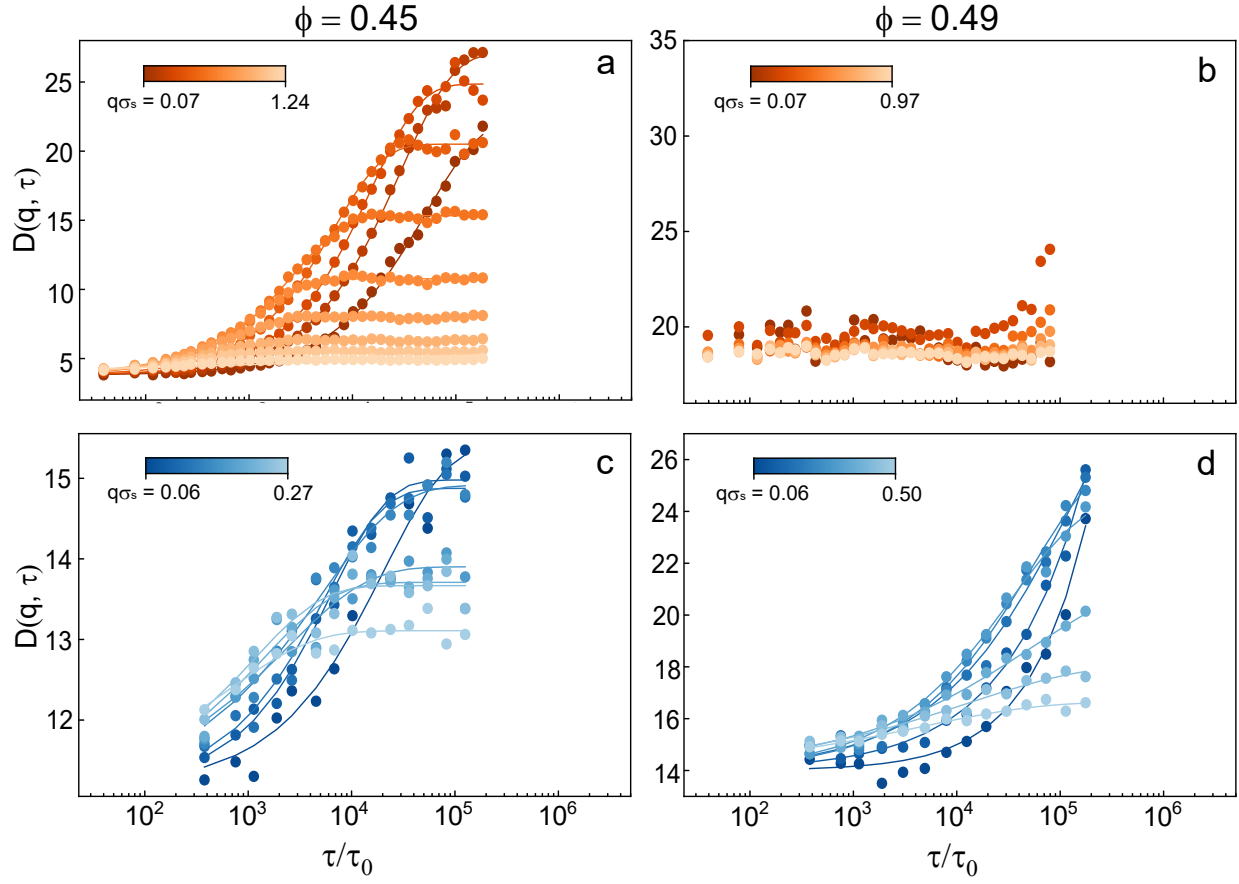 ϕ = 0.45
ϕ = 0.49
a
qσₛ = 0.07 1.24
25
20
15
10
5
D(q, τ)
b
qσₛ = 0.07 0.97
35
30
25
20
c
qσₛ = 0.06 0.27
15
14
13
12
D(q, τ)
10² 10³ 10⁴ 10⁵ 10⁶
τ/τ₀
d
qσₛ = 0.06 0.50
26
24
22
20
18
16
14
10² 10³ 10⁴ 10⁵ 10⁶
τ/τ₀